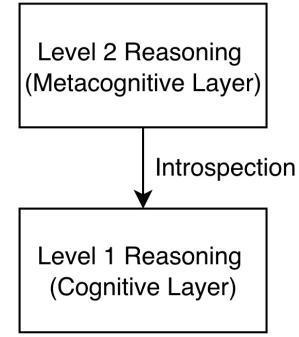 Level 2 Reasoning
(Metacognitive Layer)
Introspection
Level 1 Reasoning
(Cognitive Layer)